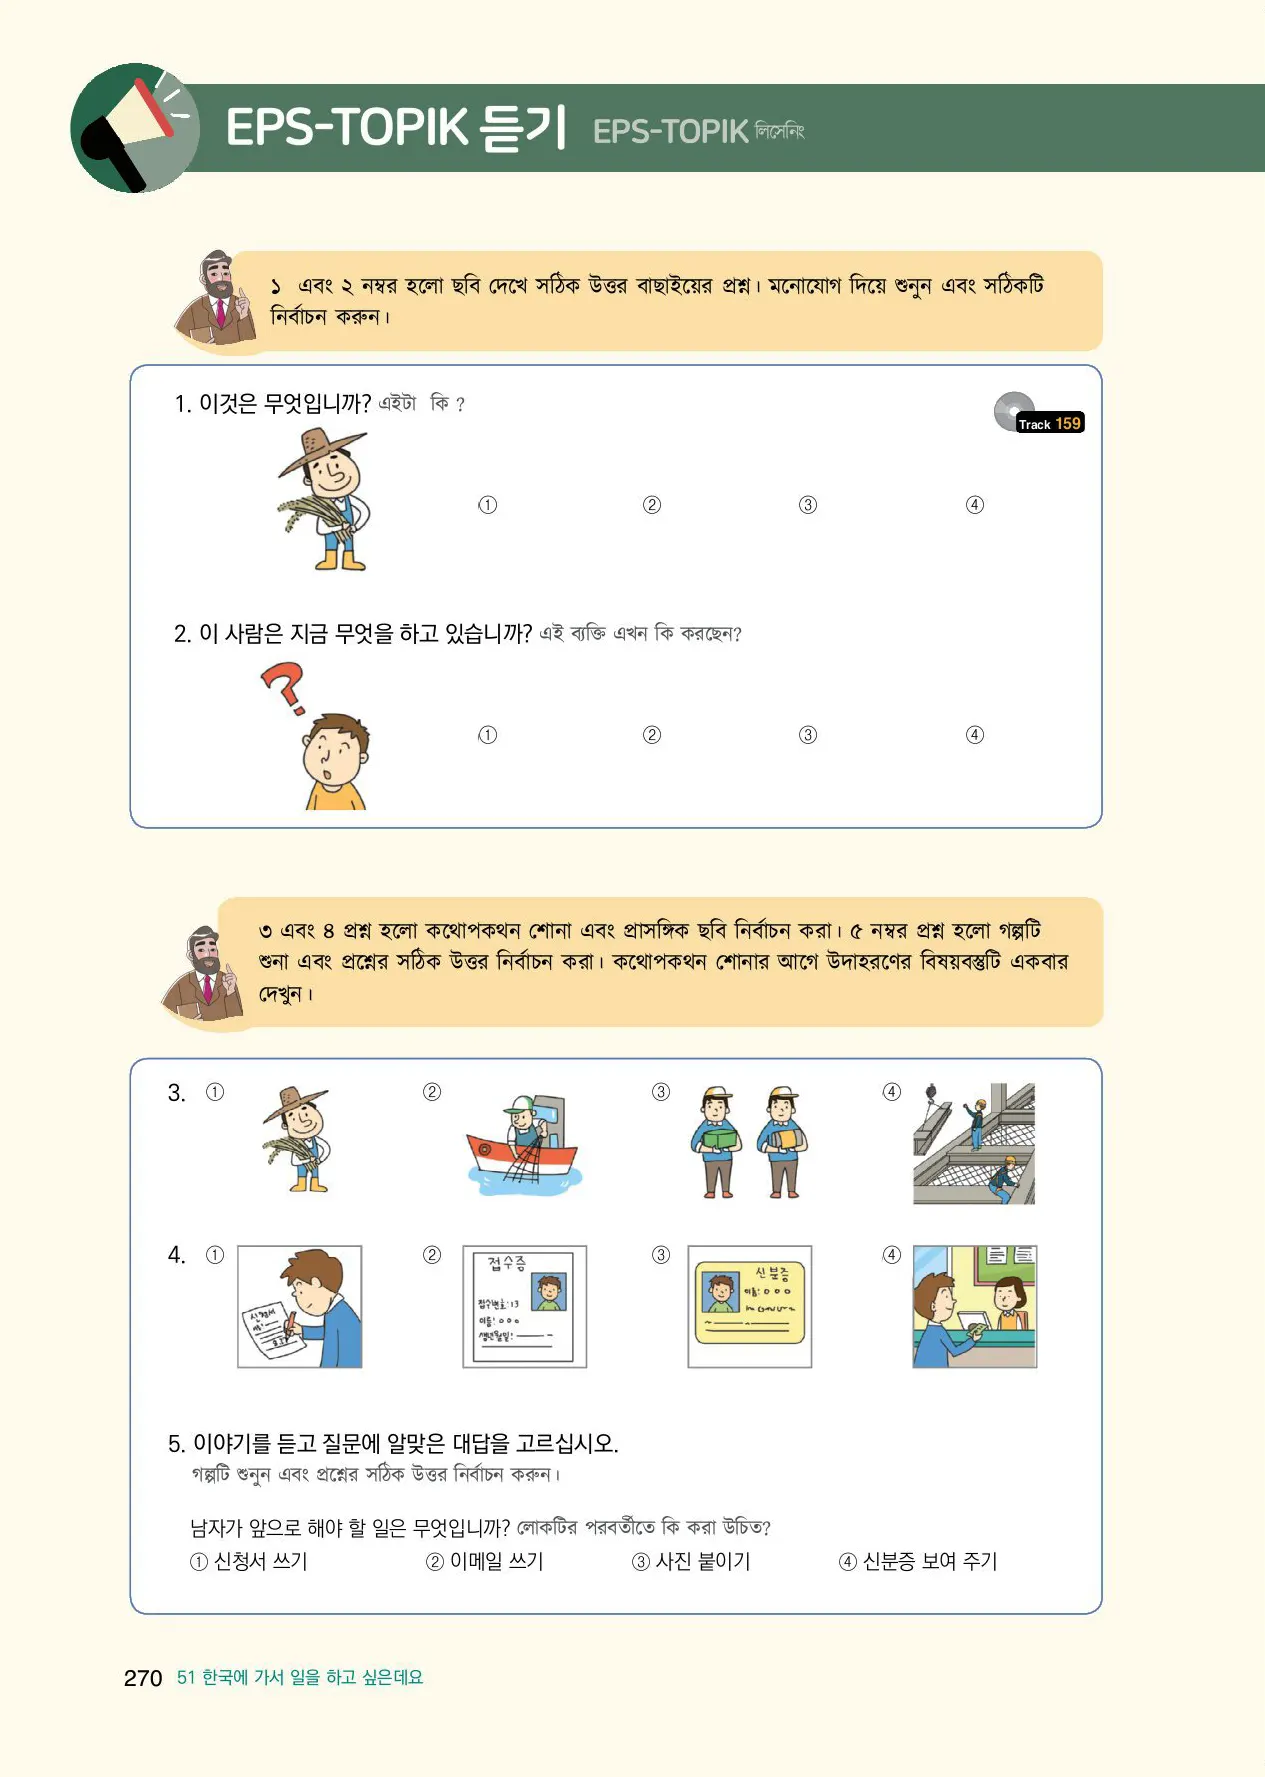 EPS-TOPIK 듣기 EPS-TOPIK লিসেনিং
১ এবং ২ নম্বর হলো ছবি দেখে সঠিক উত্তর বাছাইয়ের প্রশ্ন। মনোযোগ দিয়ে শুনুন এবং সঠিকটি
নির্বাচন করুন।
1. 이것은 무엇입니까? এইটা কি ?
Track 159
① ② ③ ④
2. 이 사람은 지금 무엇을 하고 있습니까? এই ব্যক্তি এখন কি করছেন?
① ② ③ ④
৩ এবং ৪ প্রশ্ন হলো কথোপকথন শোনা এবং প্রাসঙ্গিক ছবি নির্বাচন করা। ৫ নম্বর প্রশ্ন হলো গল্পটি
শুনা এবং প্রশ্নের সঠিক উত্তর নির্বাচন করা। কথোপকথন শোনার আগে উদাহরণের বিষয়বস্তুটি একবার
দেখুন।
3. ① ② ③ ④
4. ① ② ③ ④
신청서
접수증
접수번호:13
이름: ○○○
생년월일:
신분증
이름: ○○○
5. 이야기를 듣고 질문에 알맞은 대답을 고르십시오.
গল্পটি শুনুন এবং প্রশ্নের সঠিক উত্তর নির্বাচন করুন।
남자가 앞으로 해야 할 일은 무엇입니까? লোকটির পরবর্তীতে কি করা উচিত?
① 신청서 쓰기 ② 이메일 쓰기 ③ 사진 붙이기 ④ 신분증 보여 주기
270 51 한국에 가서 일을 하고 싶은데요